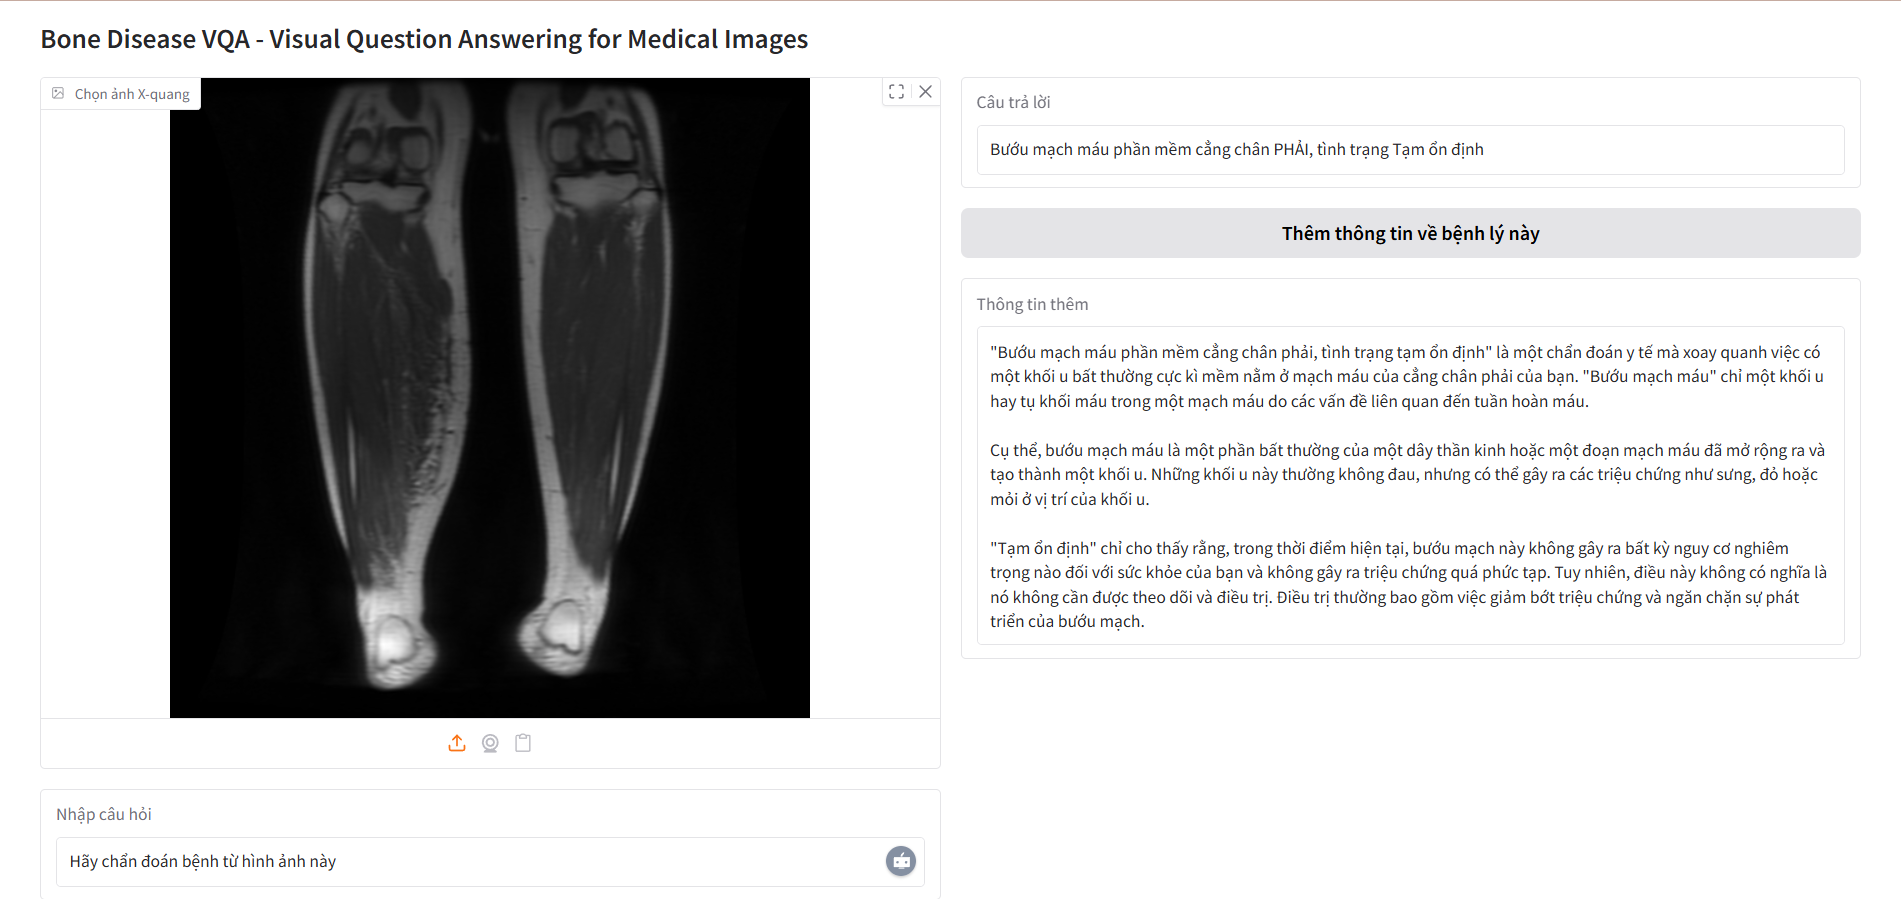 Bone Disease VQA - Visual Question Answering for Medical Images
Chọn ảnh X-quang
Nhập câu hỏi
Hãy chẩn đoán bệnh từ hình ảnh này
Câu trả lời
Bướu mạch máu phần mềm cẳng chân PHẢI, tình trạng Tạm ổn định
Thêm thông tin về bệnh lý này
Thông tin thêm
"Bướu mạch máu phần mềm cẳng chân phải, tình trạng tạm ổn định" là một chẩn đoán y tế mà xoay quanh việc có
một khối u bất thường cực kì mềm nằm ở mạch máu của cẳng chân phải của bạn. "Bướu mạch máu" chỉ một khối u
hay tụ khối máu trong một mạch máu do các vấn đề liên quan đến tuần hoàn máu.
Cụ thể, bướu mạch máu là một phần bất thường của một dây thần kinh hoặc một đoạn mạch máu đã mở rộng ra và
tạo thành một khối u. Những khối u này thường không đau, nhưng có thể gây ra các triệu chứng như sưng, đỏ hoặc
mỏi ở vị trí của khối u.
"Tạm ổn định" chỉ cho thấy rằng, trong thời điểm hiện tại, bướu mạch này không gây ra bất kỳ nguy cơ nghiêm
trọng nào đối với sức khỏe của bạn và không gây ra triệu chứng quá phức tạp. Tuy nhiên, điều này không có nghĩa là
nó không cần được theo dõi và điều trị. Điều trị thường bao gồm việc giảm bớt triệu chứng và ngăn chặn sự phát
triển của bướu mạch.